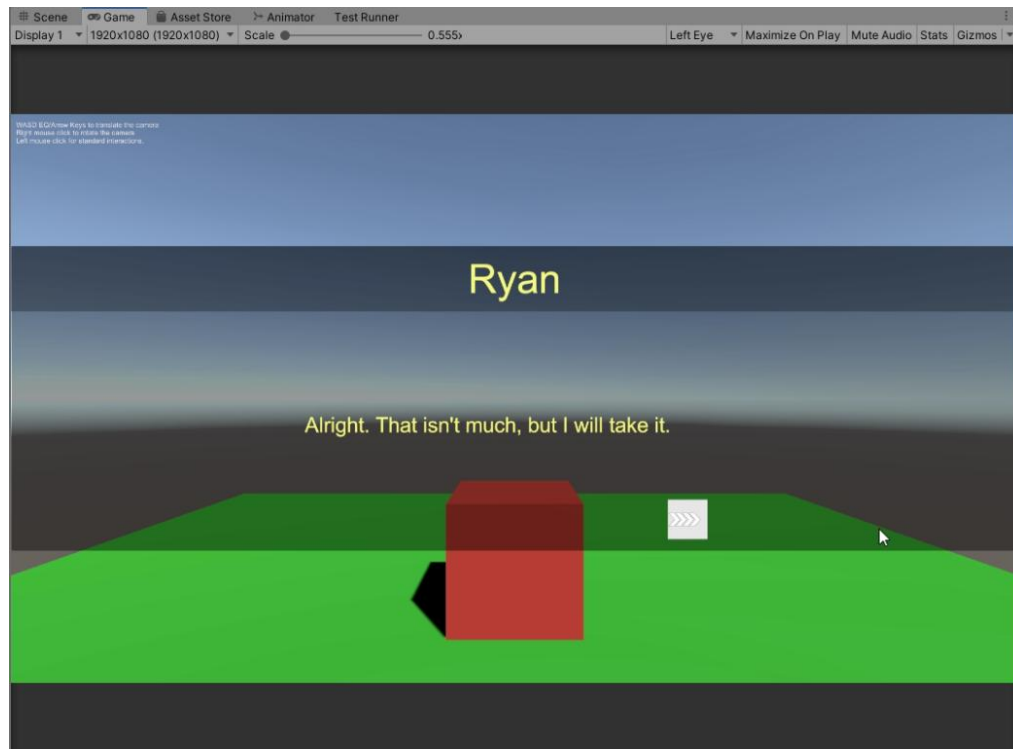 Scene Game Asset Store Animator Test Runner
Display 1 1920x1080 (1920x1080) Scale 0.555x Left Eye Maximize On Play Mute Audio Stats Gizmos
WASD EQ/Arrow Keys to translate the camera
Right mouse click to rotate the camera
Left mouse click for standard interactions.
Ryan
Alright. That isn't much, but I will take it.